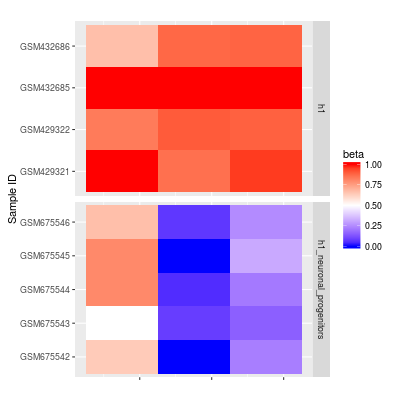 GSM432686
GSM432685
GSM429322
GSM429321
h1
GSM675546
GSM675545
GSM675544
GSM675543
GSM675542
h1_neuronal_progenitors
Sample ID
beta
1.00
0.75
0.50
0.25
0.00